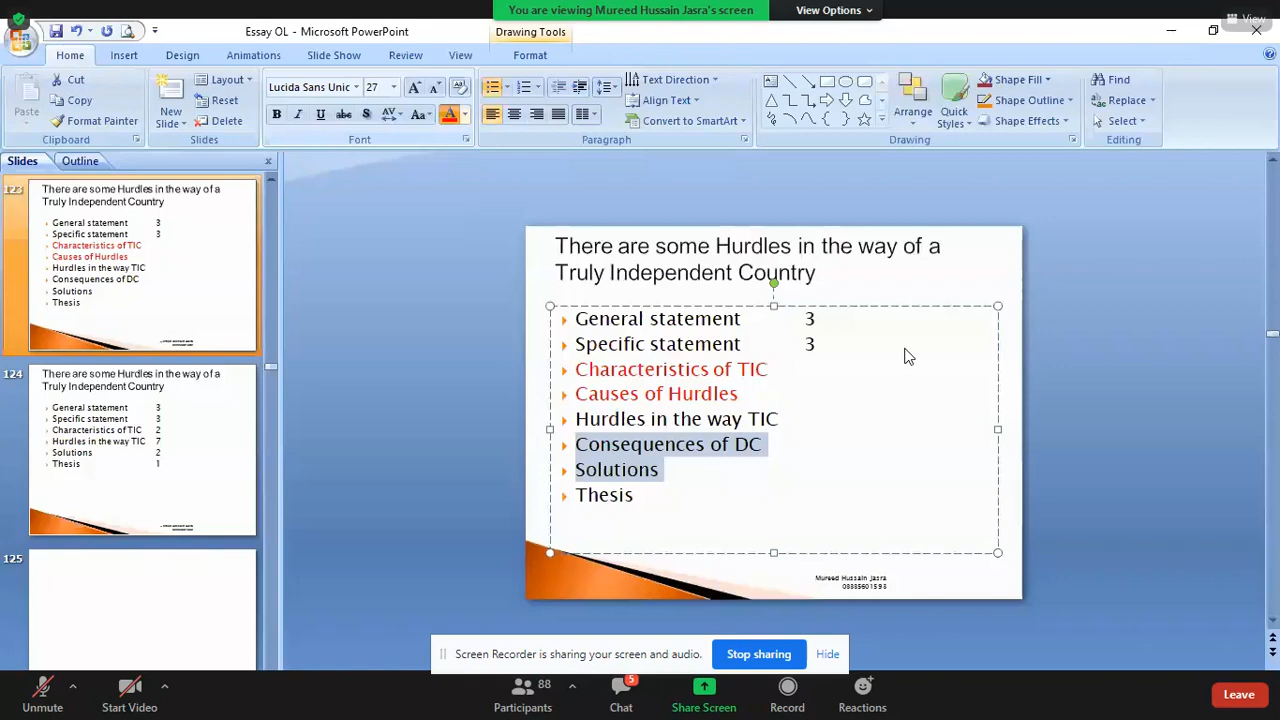 You are viewing Mureed Hussain Jasra's screen
View Options
View
Essay OL - Microsoft PowerPoint
Drawing Tools
Home
Insert
Design
Animations
Slide Show
Review
View
Format
Paste
Cut
Copy
Format Painter
Clipboard
New
Slide
Layout
Reset
Delete
Slides
Lucida Sans Unic
27
B I U abc S AV Aa A
Font
Text Direction
Align Text
Convert to SmartArt
Paragraph
Arrange
Quick
Styles
Shape Fill
Shape Outline
Shape Effects
Drawing
Find
Replace
Select
Editing
Slides
Outline
123
There are some Hurdles in the way of a
Truly Independent Country
General statement 3
Specific statement 3
Characteristics of TIC
Causes of Hurdles
Hurdles in the way TIC
Consequences of DC
Solutions
Thesis
124
There are some Hurdles in the way of a
Truly Independent Country
General statement 3
Specific statement 3
Characteristics of TIC 2
Hurdles in the way TIC 7
Solutions 2
Thesis 1
125
There are some Hurdles in the way of a
Truly Independent Country
General statement 3
Specific statement 3
Characteristics of TIC
Causes of Hurdles
Hurdles in the way TIC
Consequences of DC
Solutions
Thesis
Mureed Hussain Jasra
Screen Recorder is sharing your screen and audio.
Stop sharing
Hide
Unmute
Start Video
88
Participants
5
Chat
Share Screen
Record
Reactions
Leave